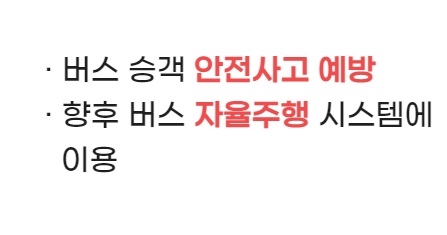 · 버스 승객 안전사고 예방
· 향후 버스 자율주행 시스템에
이용